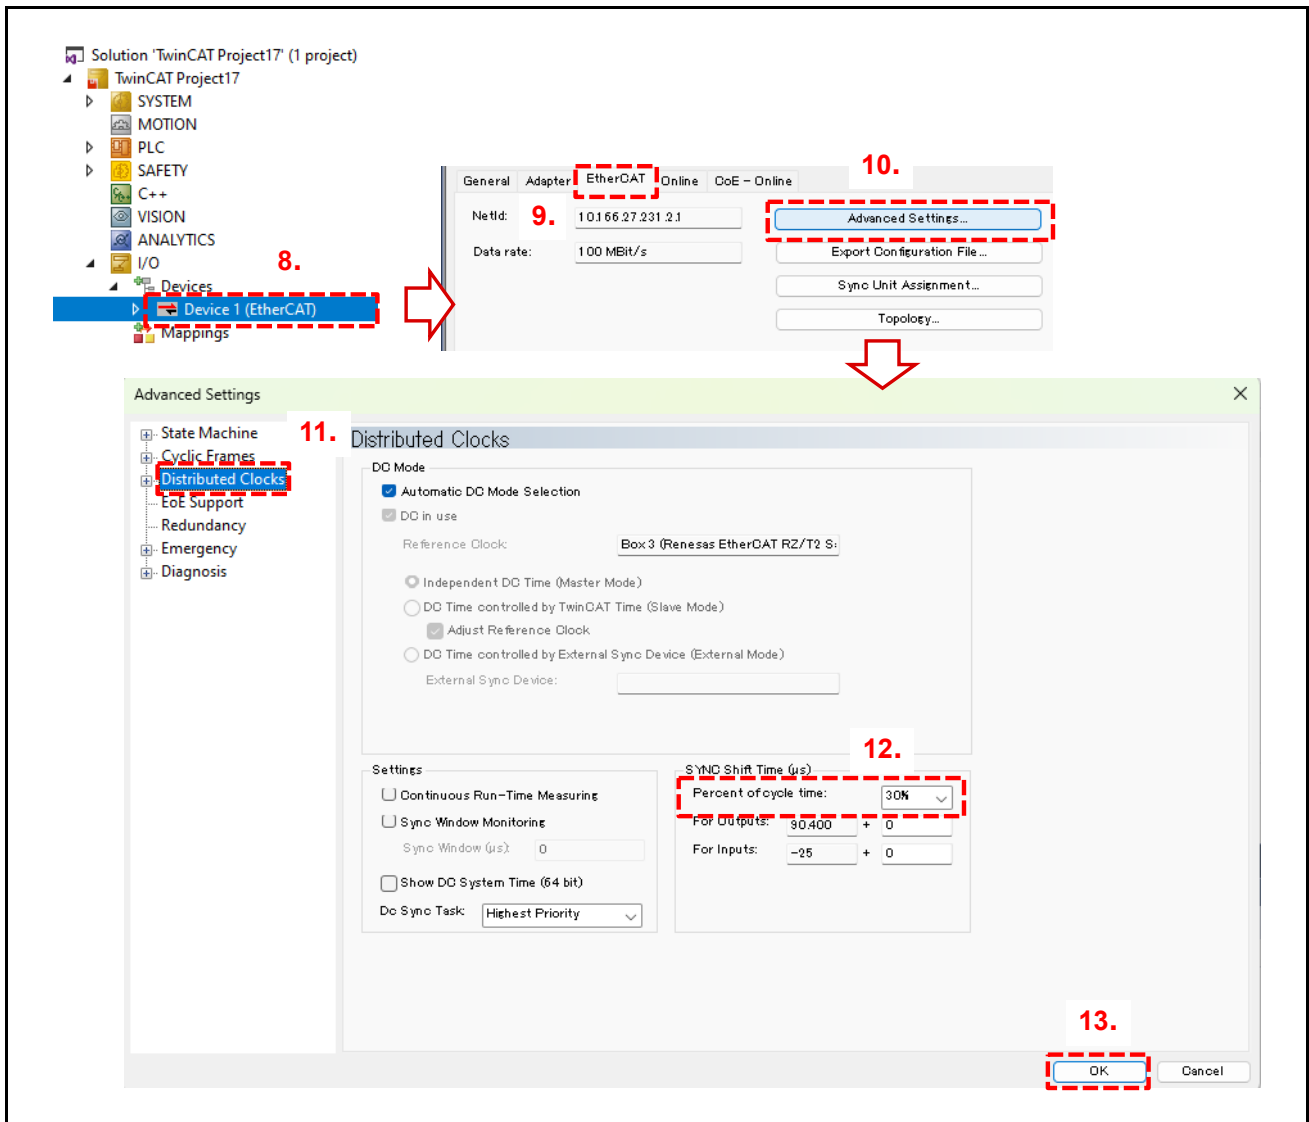 Solution 'TwinCAT Project17' (1 project)
TwinCAT Project17
SYSTEM
MOTION
PLC
SAFETY
C++
VISION
ANALYTICS
I/O
8.
Devices
Device 1 (EtherCAT)
Mappings
10.
General Adapter EtherCAT Online CoE - Online
NetId: 9. 10.166.27.231.2.1 Advanced Settings...
Data rate: 100 MBit/s Export Configuration File...
Sync Unit Assignment...
Topology...
Advanced Settings
State Machine
Cyclic Frames
Distributed Clocks
EoE Support
Redundancy
Emergency
Diagnosis
11.
Distributed Clocks
DC Mode
Automatic DC Mode Selection
DC in use
Reference Clock: Box 3 (Renesas EtherCAT RZ/T2 S
Independent DC Time (Master Mode)
DC Time controlled by TwinCAT Time (Slave Mode)
Adjust Reference Clock
DC Time controlled by External Sync Device (External Mode)
External Sync Device:
Settings
Continuous Run-Time Measuring
Sync Window Monitoring
Sync Window (µs): 0
Show DC System Time (64 bit)
Dc Sync Task: Highest Priority
12.
SYNC Shift Time (µs)
Percent of cycle time: 30%
For Outputs: 90.400 + 0
For Inputs: -25 + 0
13.
OK Cancel